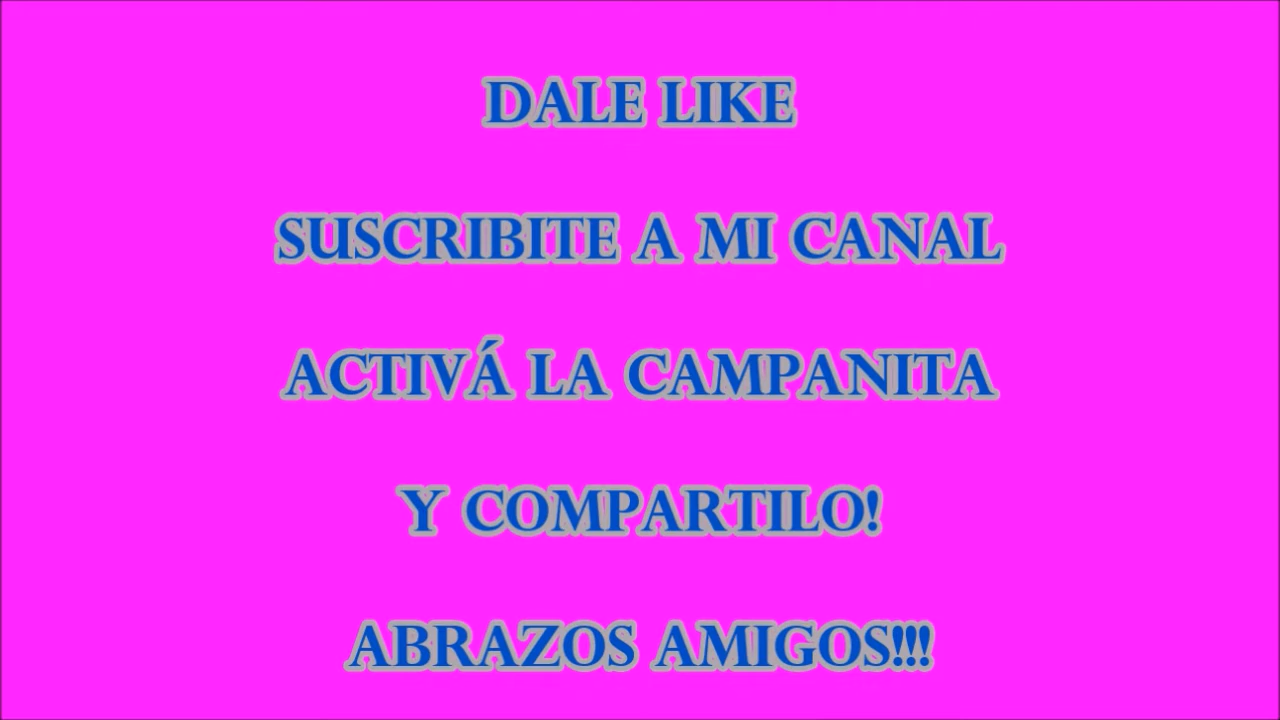 DALE LIKE
SUSCRIBITE A MI CANAL
ACTIVÁ LA CAMPANITA
Y COMPARTILO!
ABRAZOS AMIGOS!!!